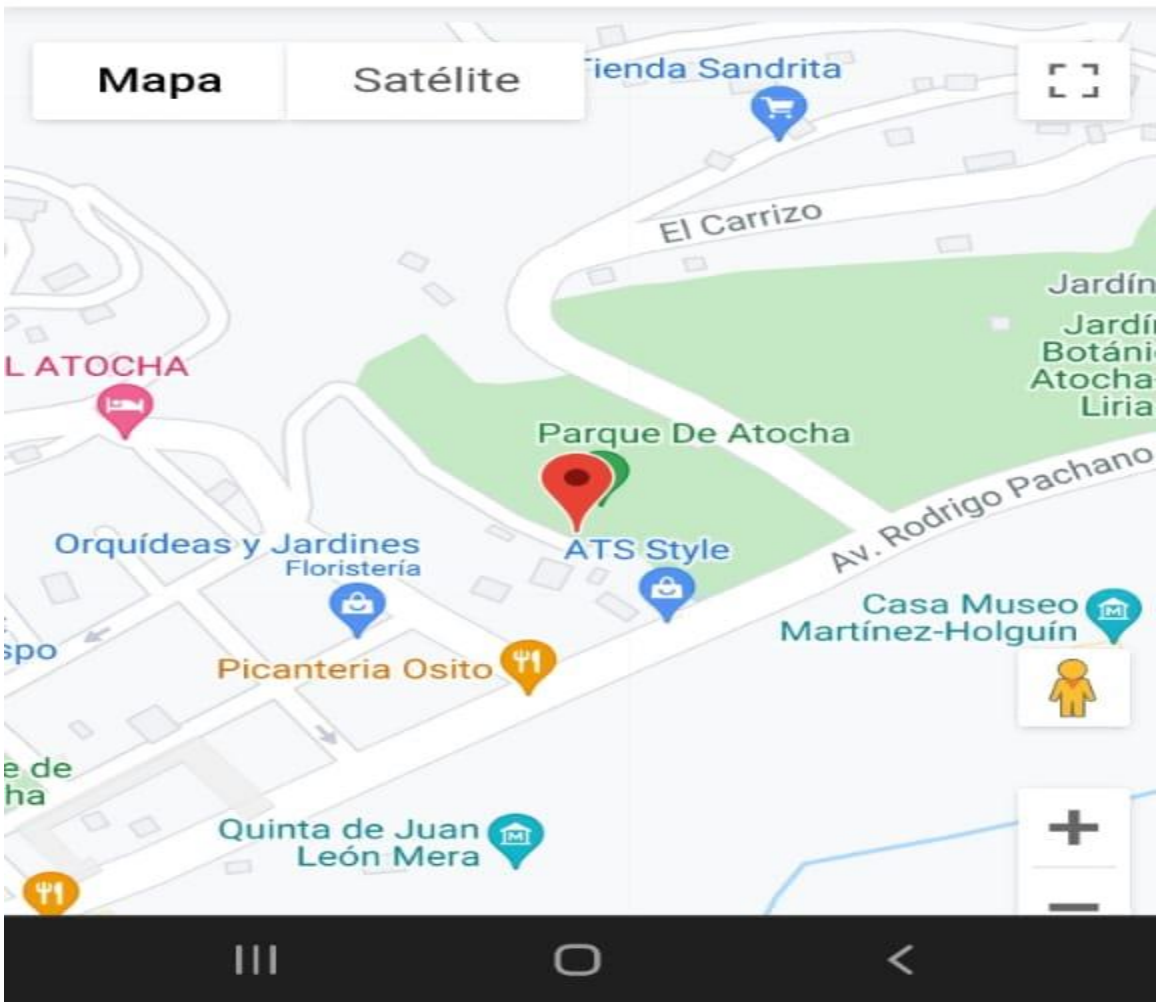 Mapa
Satélite
Tienda Sandrita
El Carrizo
Jardín
Jardín
Botáni
Atocha-
Liria
L ATOCHA
Parque De Atocha
Av. Rodrigo Pachano
Orquídeas y Jardines
Floristería
ATS Style
Casa Museo
Martínez-Holguín
spo
Picanteria Osito
e de
ha
Quinta de Juan
León Mera